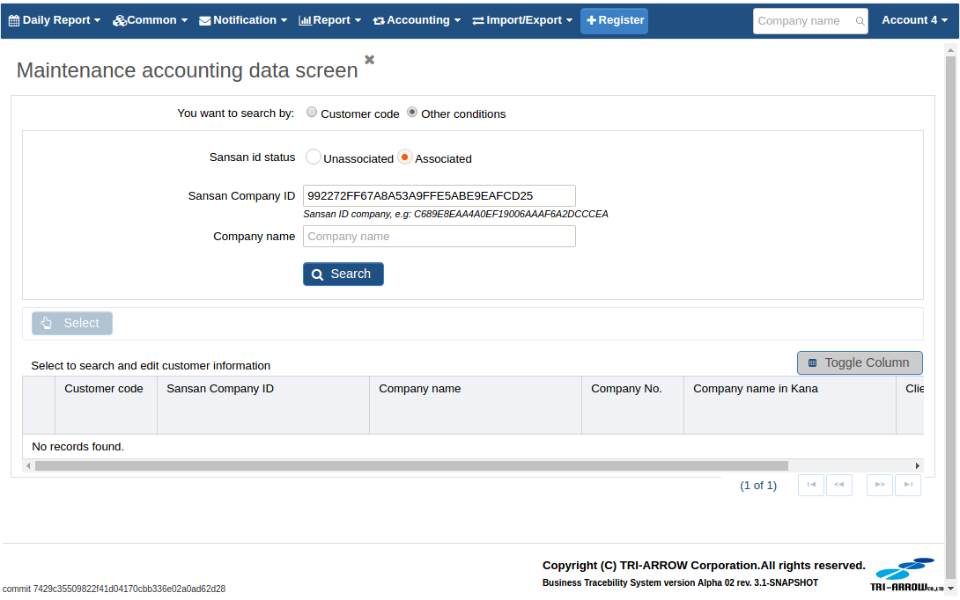 Daily Report Common Notification Report Accounting Import/Export Register Company name Account 4
Maintenance accounting data screen
You want to search by: Customer code Other conditions
Sansan id status Unassociated Associated
Sansan Company ID 992272FF67A8A53A9FFE5ABE9EAFCD25
Sansan ID company, e.g: C689E8EAA4A0EF19006AAAF6A2DCCCEA
Company name Company name
Search
Select
Select to search and edit customer information Toggle Column
Customer code Sansan Company ID Company name Company No. Company name in Kana Clie
No records found.
(1 of 1)
Copyright (C) TRI-ARROW Corporation.All rights reserved.
Business Tracebility System version Alpha 02 rev. 3.1-SNAPSHOT
TRI-ARROW CO.,LTD
commit 7429c35509822f41d04170cbb336e02a0ad62d28